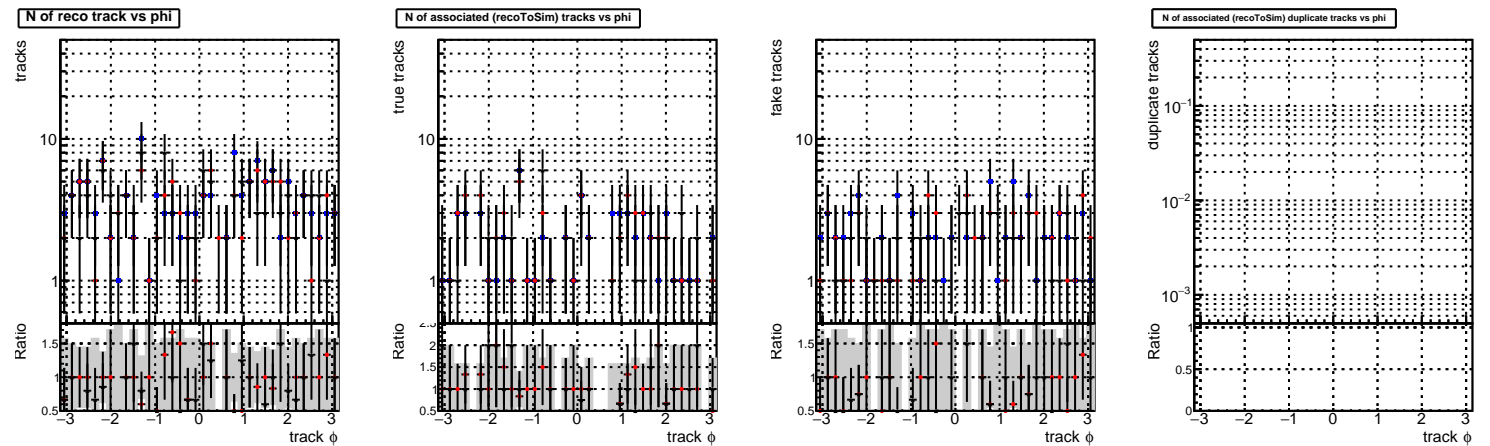 N of reco track vs phi
N of associated (recoToSim) tracks vs phi
N of associated (recoToSim) duplicate tracks vs phi
tracks
10
1
Ratio
1.5
1
0.5
−3 −2 −1 0 1 2 3
track ϕ
true tracks
10
1
Ratio
2.5
2
1.5
1
0.5
−3 −2 −1 0 1 2 3
track ϕ
fake tracks
10
1
Ratio
1.5
1
0.5
−3 −2 −1 0 1 2 3
track ϕ
duplicate tracks
10−1
10−2
10−3
Ratio
1
0.5
0
−3 −2 −1 0 1 2 3
track ϕ